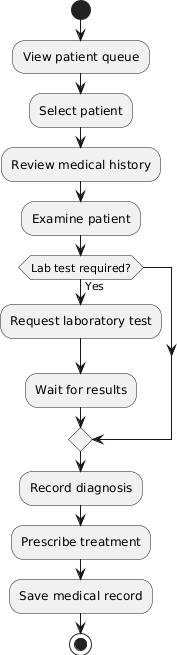 View patient queue
Select patient
Review medical history
Examine patient
Lab test required?
Yes
Request laboratory test
Wait for results
Record diagnosis
Prescribe treatment
Save medical record